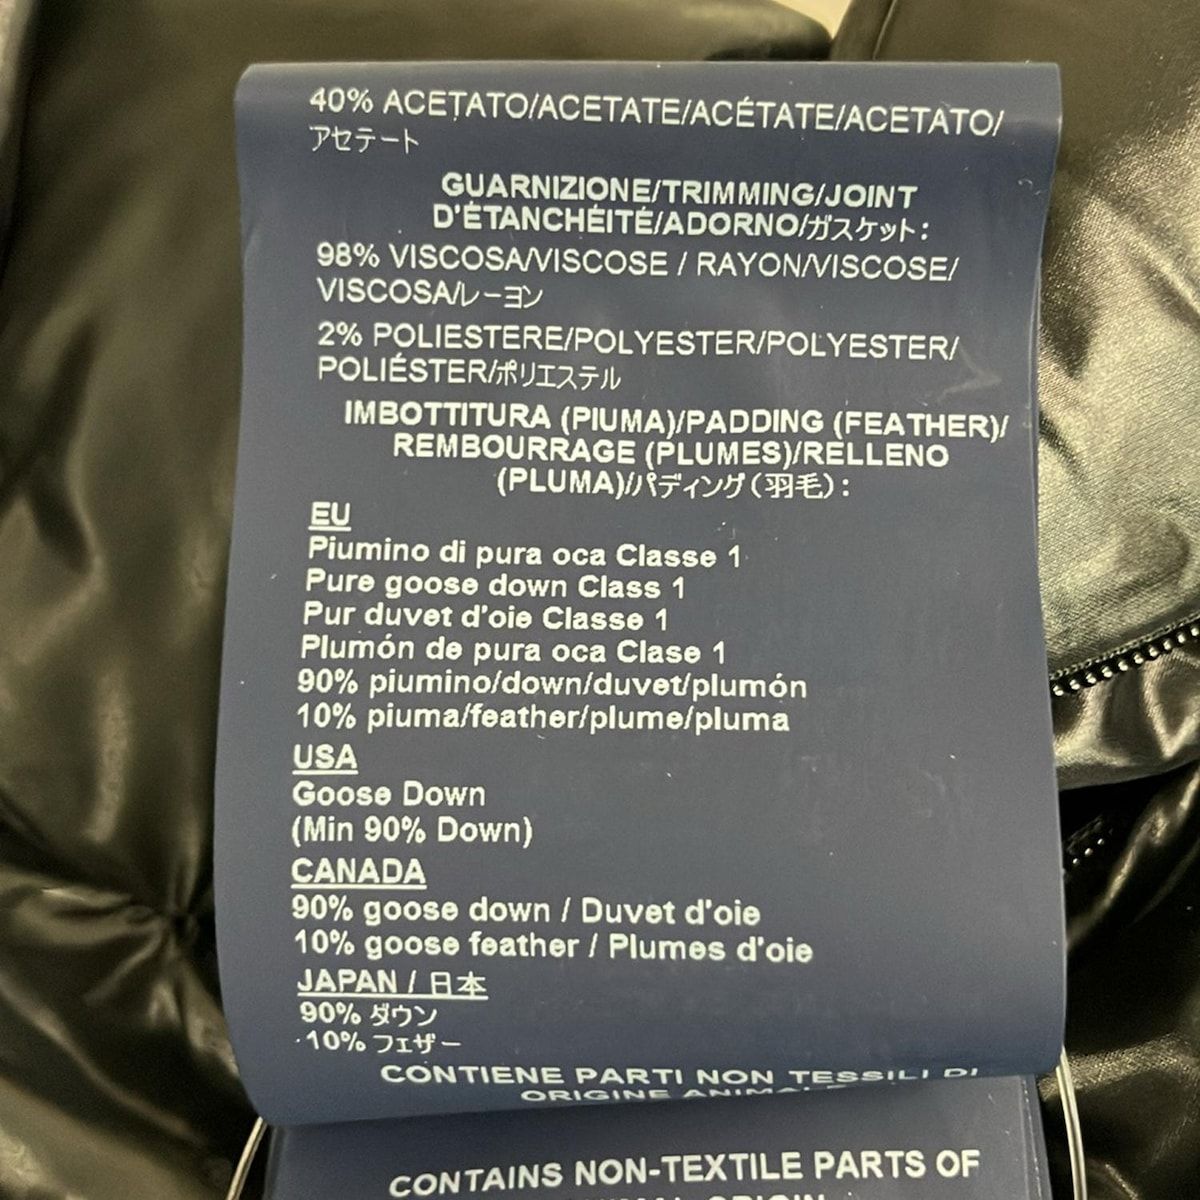 40% ACETATO/ACETATE/ACÉTATE/ACETATO/
アセテート
GUARNIZIONE/TRIMMING/JOINT
D'ÉTANCHÉITÉ/ADORNO/ガスケット:
98% VISCOSA/VISCOSE / RAYON/VISCOSE/
VISCOSA/レーヨン
2% POLIESTERE/POLYESTER/POLYESTER/
POLIÉSTER/ポリエステル
IMBOTTITURA (PIUMA)/PADDING (FEATHER)/
REMBOURRAGE (PLUMES)/RELLENO
(PLUMA)/パディング(羽毛):
EU
Piumino di pura oca Classe 1
Pure goose down Class 1
Pur duvet d'oie Classe 1
Plumón de pura oca Clase 1
90% piumino/down/duvet/plumón
10% piuma/feather/plume/pluma
USA
Goose Down
(Min 90% Down)
CANADA
90% goose down / Duvet d'oie
10% goose feather / Plumes d'oie
JAPAN / 日本
90% ダウン
10% フェザー
CONTIENE PARTI NON TESSILI DI
ORIGINE ANIMALE
CONTAINS NON-TEXTILE PARTS OF
ANIMAL ORIGIN